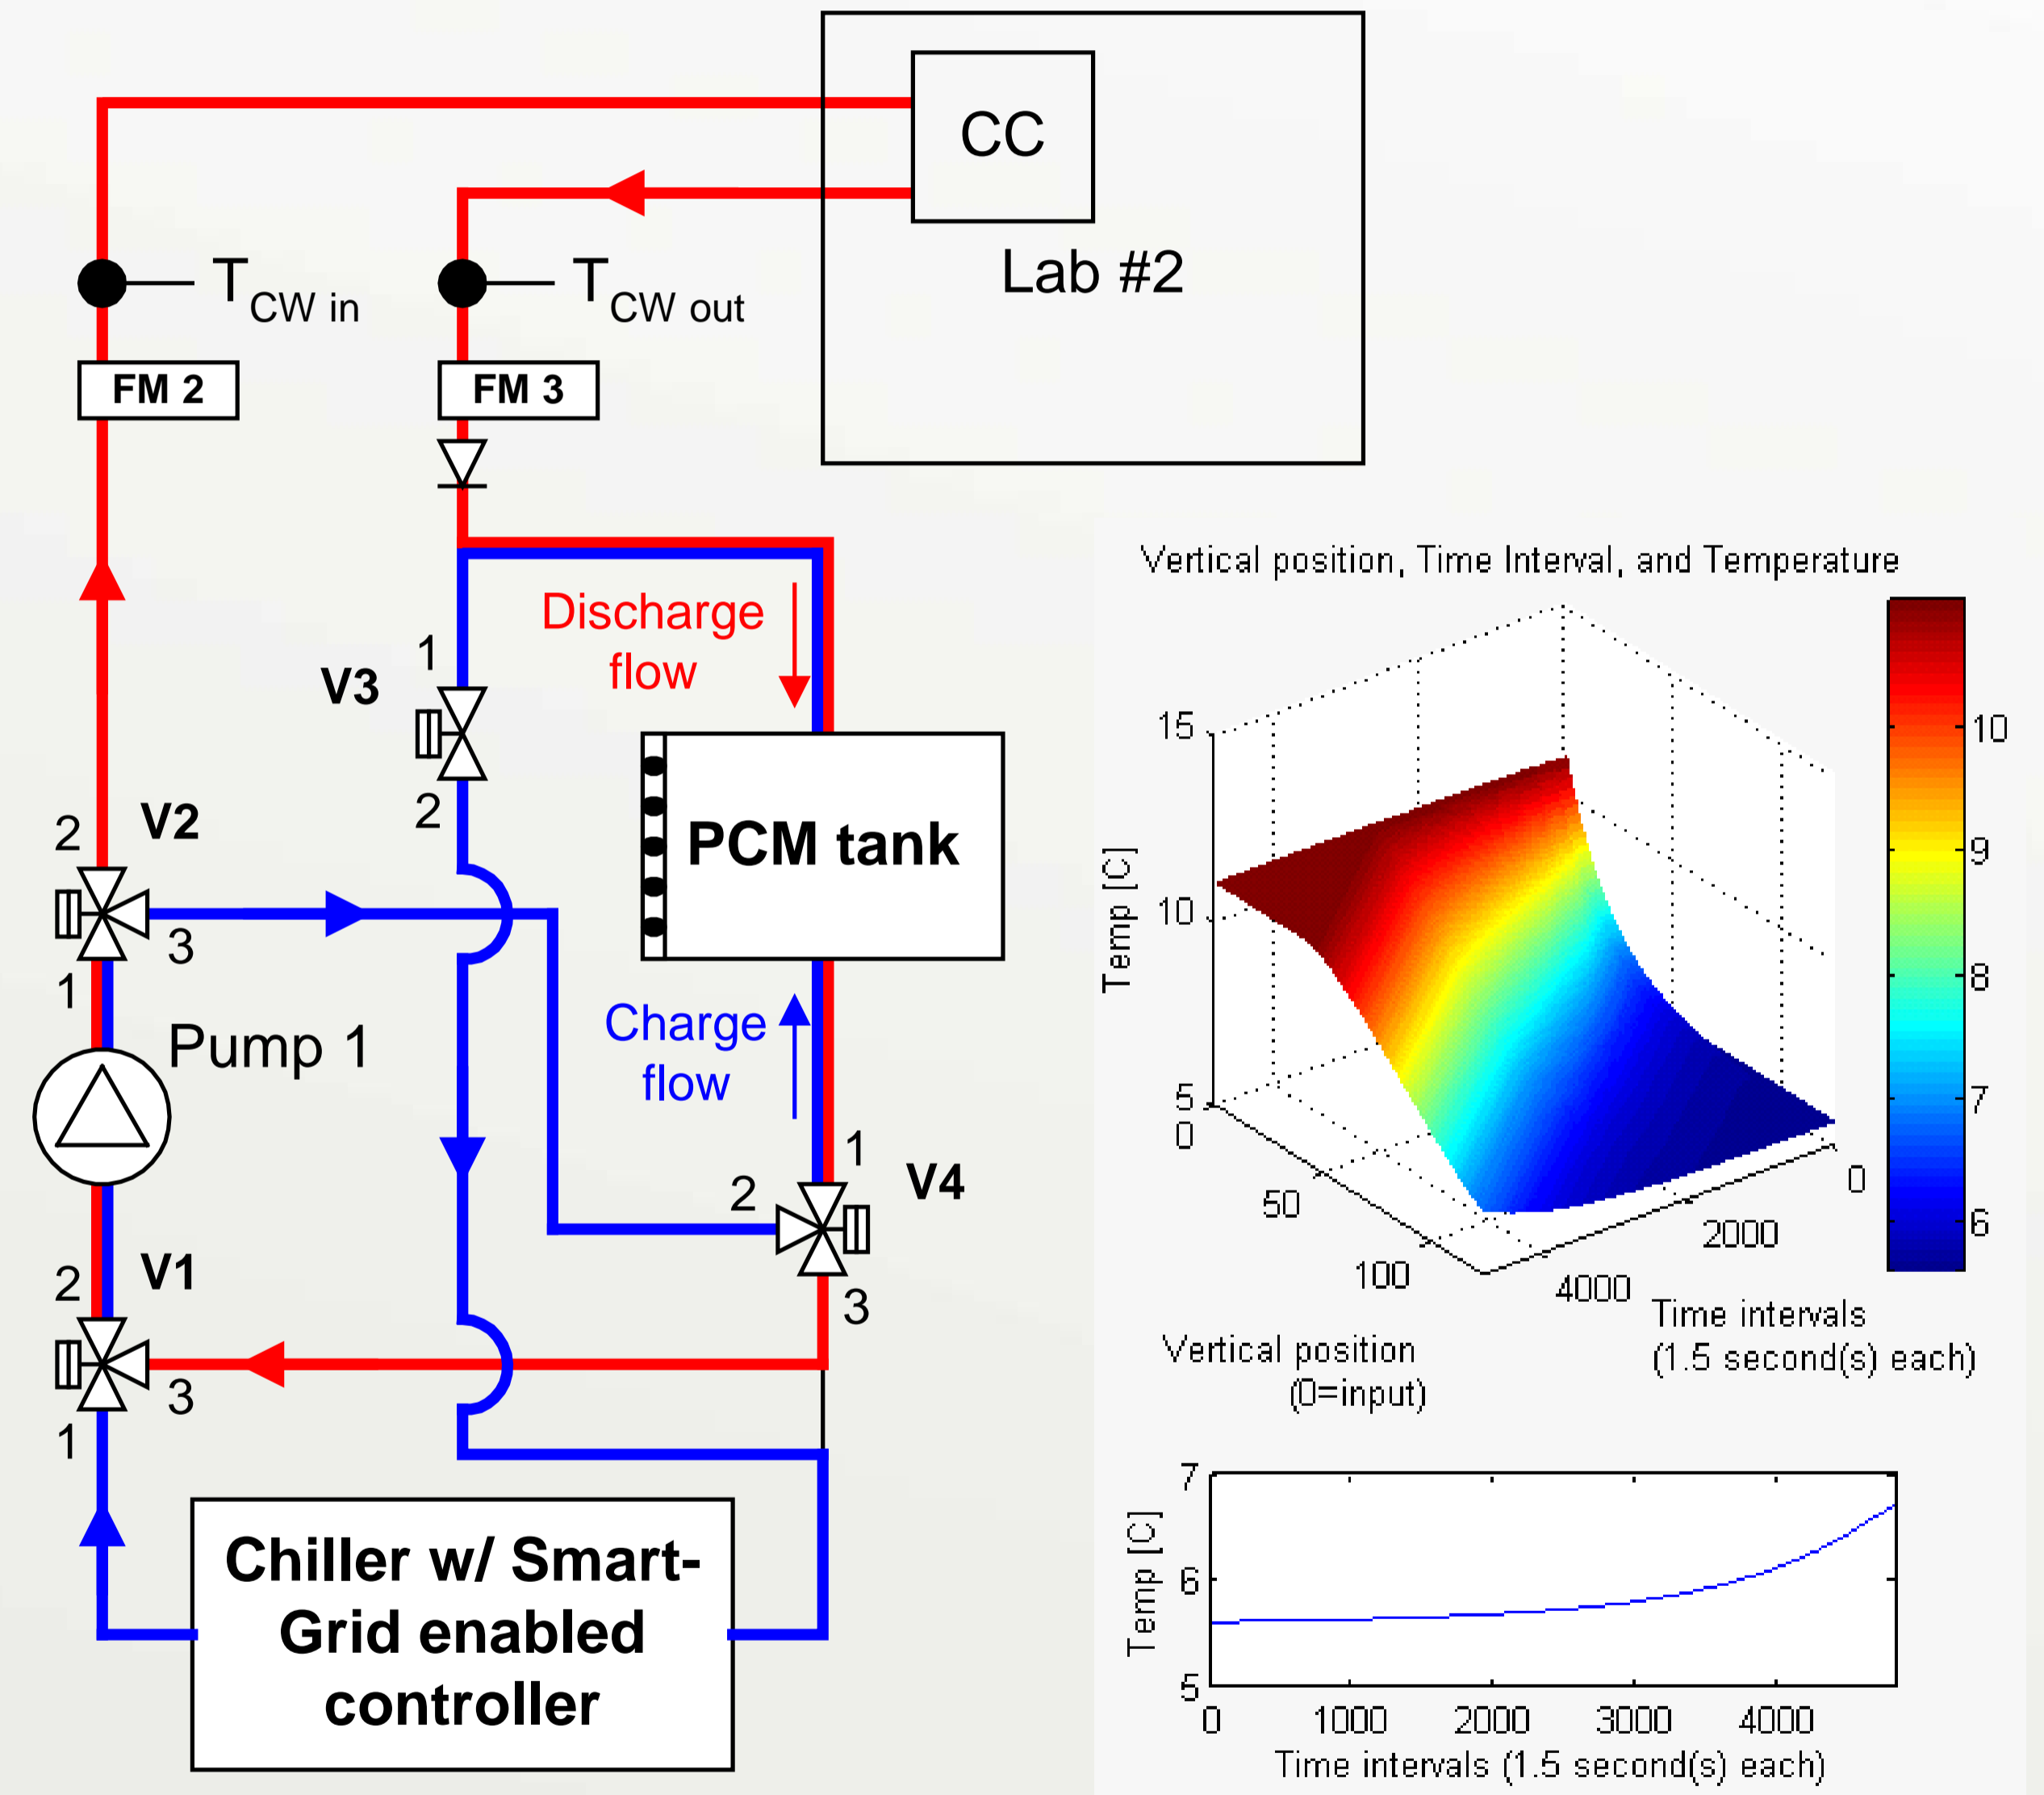 CC
Lab #2
T CW in
T CW out
FM 2
FM 3
Discharge
flow
1
V3
2
PCM tank
2
V2
3
1
Pump 1
Charge
flow
1
2
V4
3
2
V1
3
1
Chiller w/ Smart-
Grid enabled
controller
Vertical position, Time Interval, and Temperature
15
10
5
Temp [C]
0
50
100
4000
2000
0
Vertical position
(0=input)
Time intervals
(1.5 second(s) each)
10
9
8
7
6
7
6
5
Temp [C]
0 1000 2000 3000 4000
Time intervals (1.5 second(s) each)